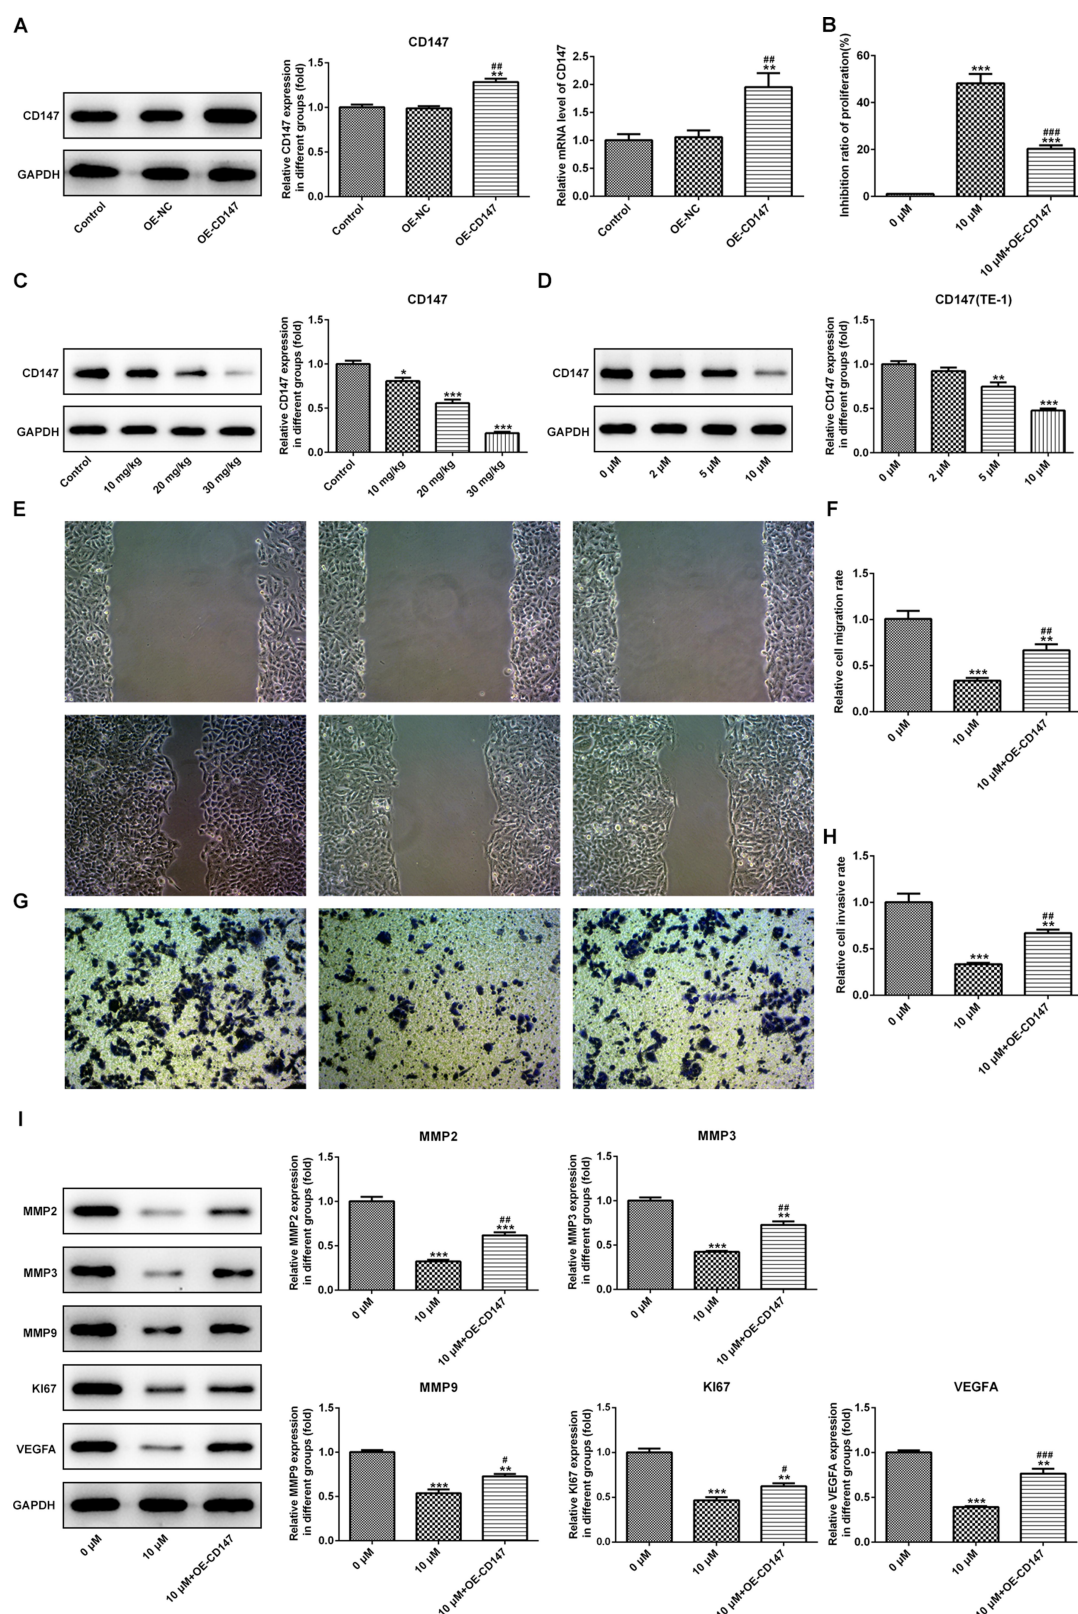 A
CD147
GAPDH
Control
OE-NC
OE-CD147
CD147
Relative CD147 expression
in different groups (fold)
1.5
1.0
0.5
0.0
##
**
Control
OE-NC
OE-CD147
Relative mRNA level of CD147
2.5
2.0
1.5
1.0
0.5
0.0
##
**
Control
OE-NC
OE-CD147
B
Inhibition ratio of proliferation(%)
60
40
20
0
***
###
***
0 μM
10 μM
10 μM+OE-CD147
C
CD147
GAPDH
Control
10 mg/kg
20 mg/kg
30 mg/kg
CD147
Relative CD147 expression
in different groups (fold)
1.5
1.0
0.5
0.0
*
***
***
Control
10 mg/kg
20 mg/kg
30 mg/kg
D
CD147
GAPDH
0 μM
2 μM
5 μM
10 μM
CD147(TE-1)
Relative CD147 expression
in different groups (fold)
1.5
1.0
0.5
0.0
**
***
0 μM
2 μM
5 μM
10 μM
E
F
Relative cell migration rate
1.5
1.0
0.5
0.0
***
##
**
0 μM
10 μM
10 μM+OE-CD147
G
H
Relative cell invasive rate
1.5
1.0
0.5
0.0
***
##
**
0 μM
10 μM
10 μM+OE-CD147
I
MMP2
MMP3
MMP9
KI67
VEGFA
GAPDH
0 μM
10 μM
10 μM+OE-CD147
MMP2
Relative MMP2 expression
in different groups (fold)
1.5
1.0
0.5
0.0
***
##
***
0 μM
10 μM
10 μM+OE-CD147
MMP3
Relative MMP3 expression
in different groups (fold)
1.5
1.0
0.5
0.0
***
##
**
0 μM
10 μM
10 μM+OE-CD147
MMP9
Relative MMP9 expression
in different groups (fold)
1.5
1.0
0.5
0.0
***
#
**
0 μM
10 μM
10 μM+OE-CD147
KI67
Relative KI67 expression
in different groups (fold)
1.5
1.0
0.5
0.0
***
#
**
0 μM
10 μM
10 μM+OE-CD147
VEGFA
Relative VEGFA expression
in different groups (fold)
1.5
1.0
0.5
0.0
***
###
**
0 μM
10 μM
10 μM+OE-CD147